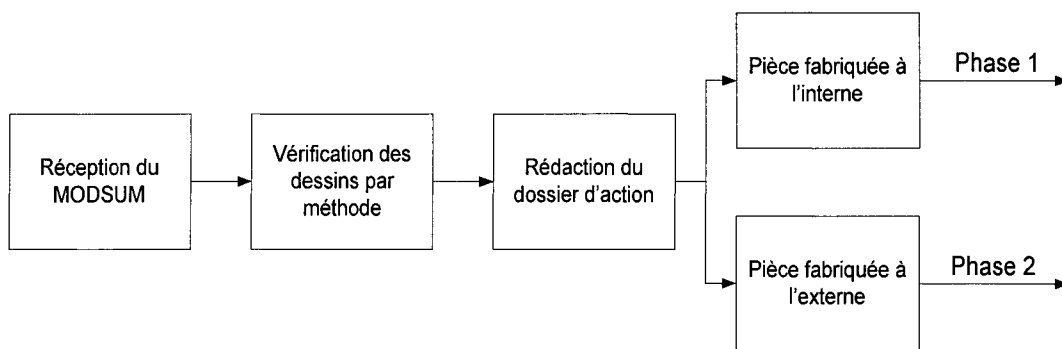 Réception du
MODSUM
Vérification des
dessins par
méthode
Rédaction du
dossier d'action
Pièce fabriquée à
l'interne
Phase 1
Pièce fabriquée à
l'externe
Phase 2